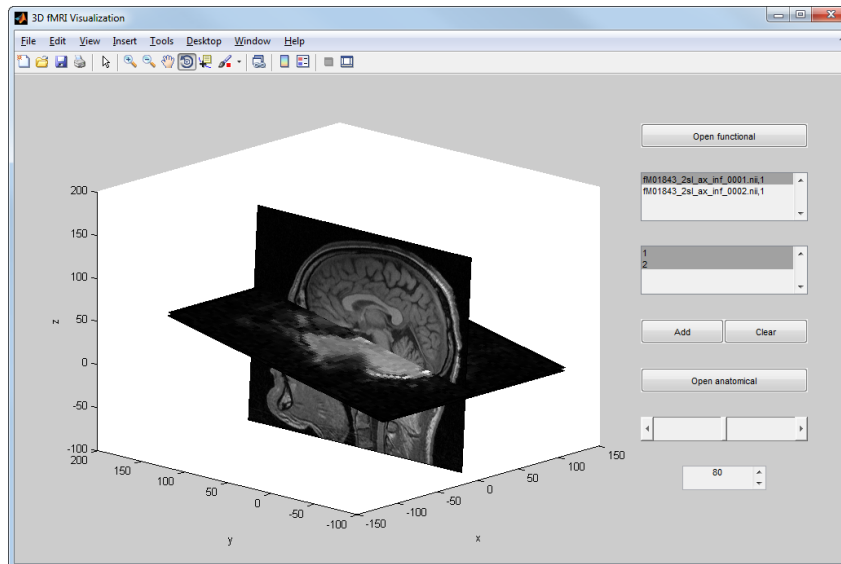 3D fMRI Visualization
File Edit View Insert Tools Desktop Window Help
Open functional
fM01843_2sl_ax_inf_0001.nii,1
fM01843_2sl_ax_inf_0002.nii,1
1
2
Add Clear
Open anatomical
80
200
150
100
50
0
-50
-100
z
200
150
100
50
0
-50
-100
y
-150
-100
-50
0
50
100
150
x